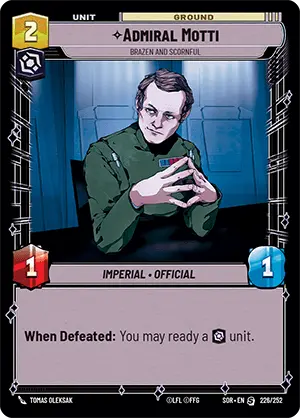 UNIT GROUND
2
✧ADMIRAL MOTTI
BRAZEN AND SCORNFUL
1 1
IMPERIAL • OFFICIAL
When Defeated: You may ready a unit.
TOMAS OLEKSAK ©LFL ©FFG SOR • EN 226/252